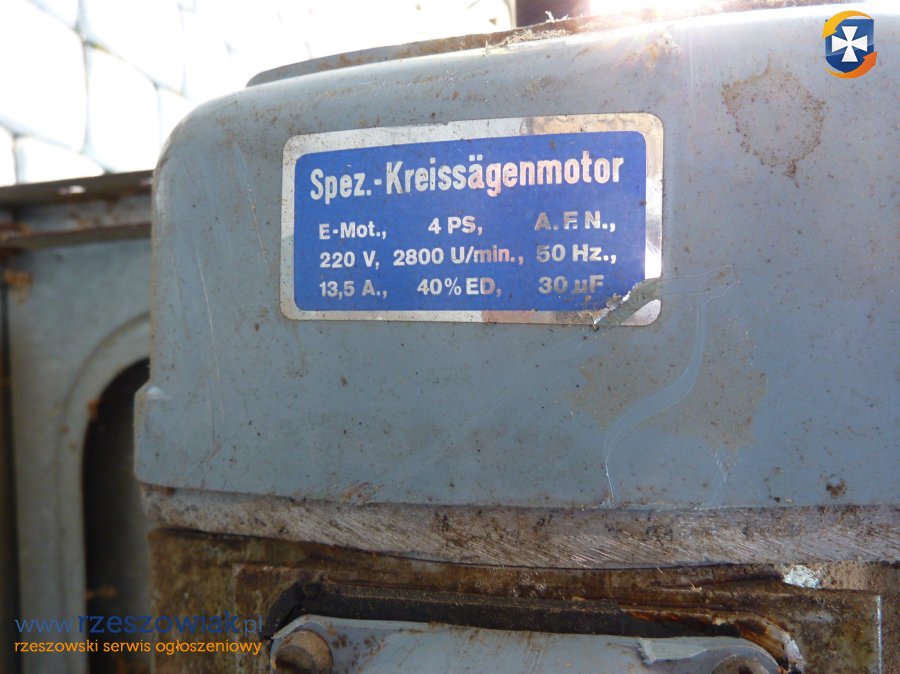 Spez.-Kreissägenmotor
E-Mot., 4 PS, A.F.N.,
220 V, 2800 U/min., 50 Hz.,
13,5 A., 40% ED, 30 µF
www.rzeszowiak.pl
rzeszowski serwis ogłoszeniowy